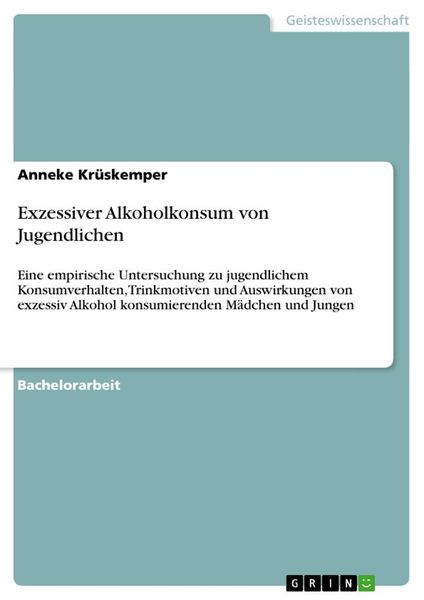 Geisteswissenschaft
Anneke Krüskemper
Exzessiver Alkoholkonsum von
Jugendlichen
Eine empirische Untersuchung zu jugendlichem
Konsumverhalten, Trinkmotiven und Auswirkungen von
exzessiv Alkohol konsumierenden Mädchen und Jungen
Bachelorarbeit
GRIN